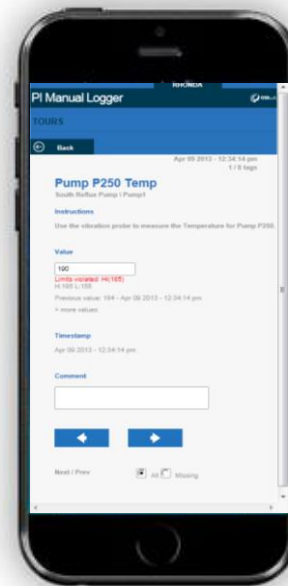 RHONDA
PI Manual Logger
TOURS
Back
Apr 09 2013 - 12:34:14 pm
1 / 8 tags
Pump P250 Temp
South Reflux Pump \ Pump1
Instructions
Use the vibration probe to measure the Temperature for Pump P250.
Value
190
Limits violated: Hi(165)
H:165 L:155
Previous value: 194 - Apr 09 2013 - 12:34:14 pm
+ more values
Timestamp
Apr 09 2013 - 12:34:14 pm
Comment
Next / Prev
All Missing